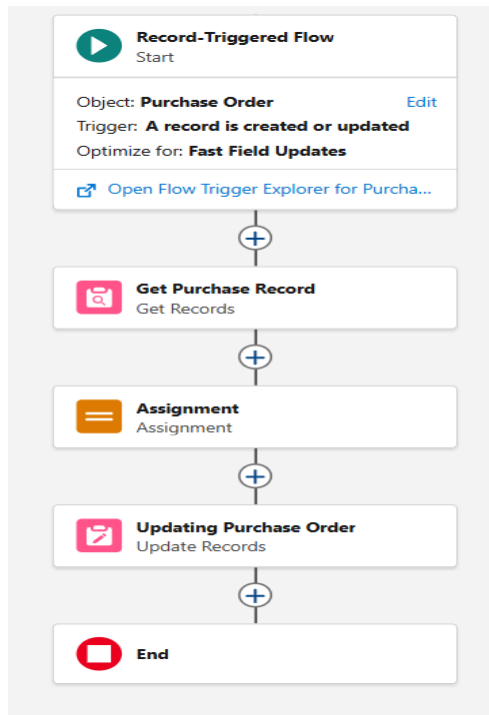 Record-Triggered Flow
Start
Object: Purchase Order Edit
Trigger: A record is created or updated
Optimize for: Fast Field Updates
Open Flow Trigger Explorer for Purcha...
Get Purchase Record
Get Records
Assignment
Assignment
Updating Purchase Order
Update Records
End